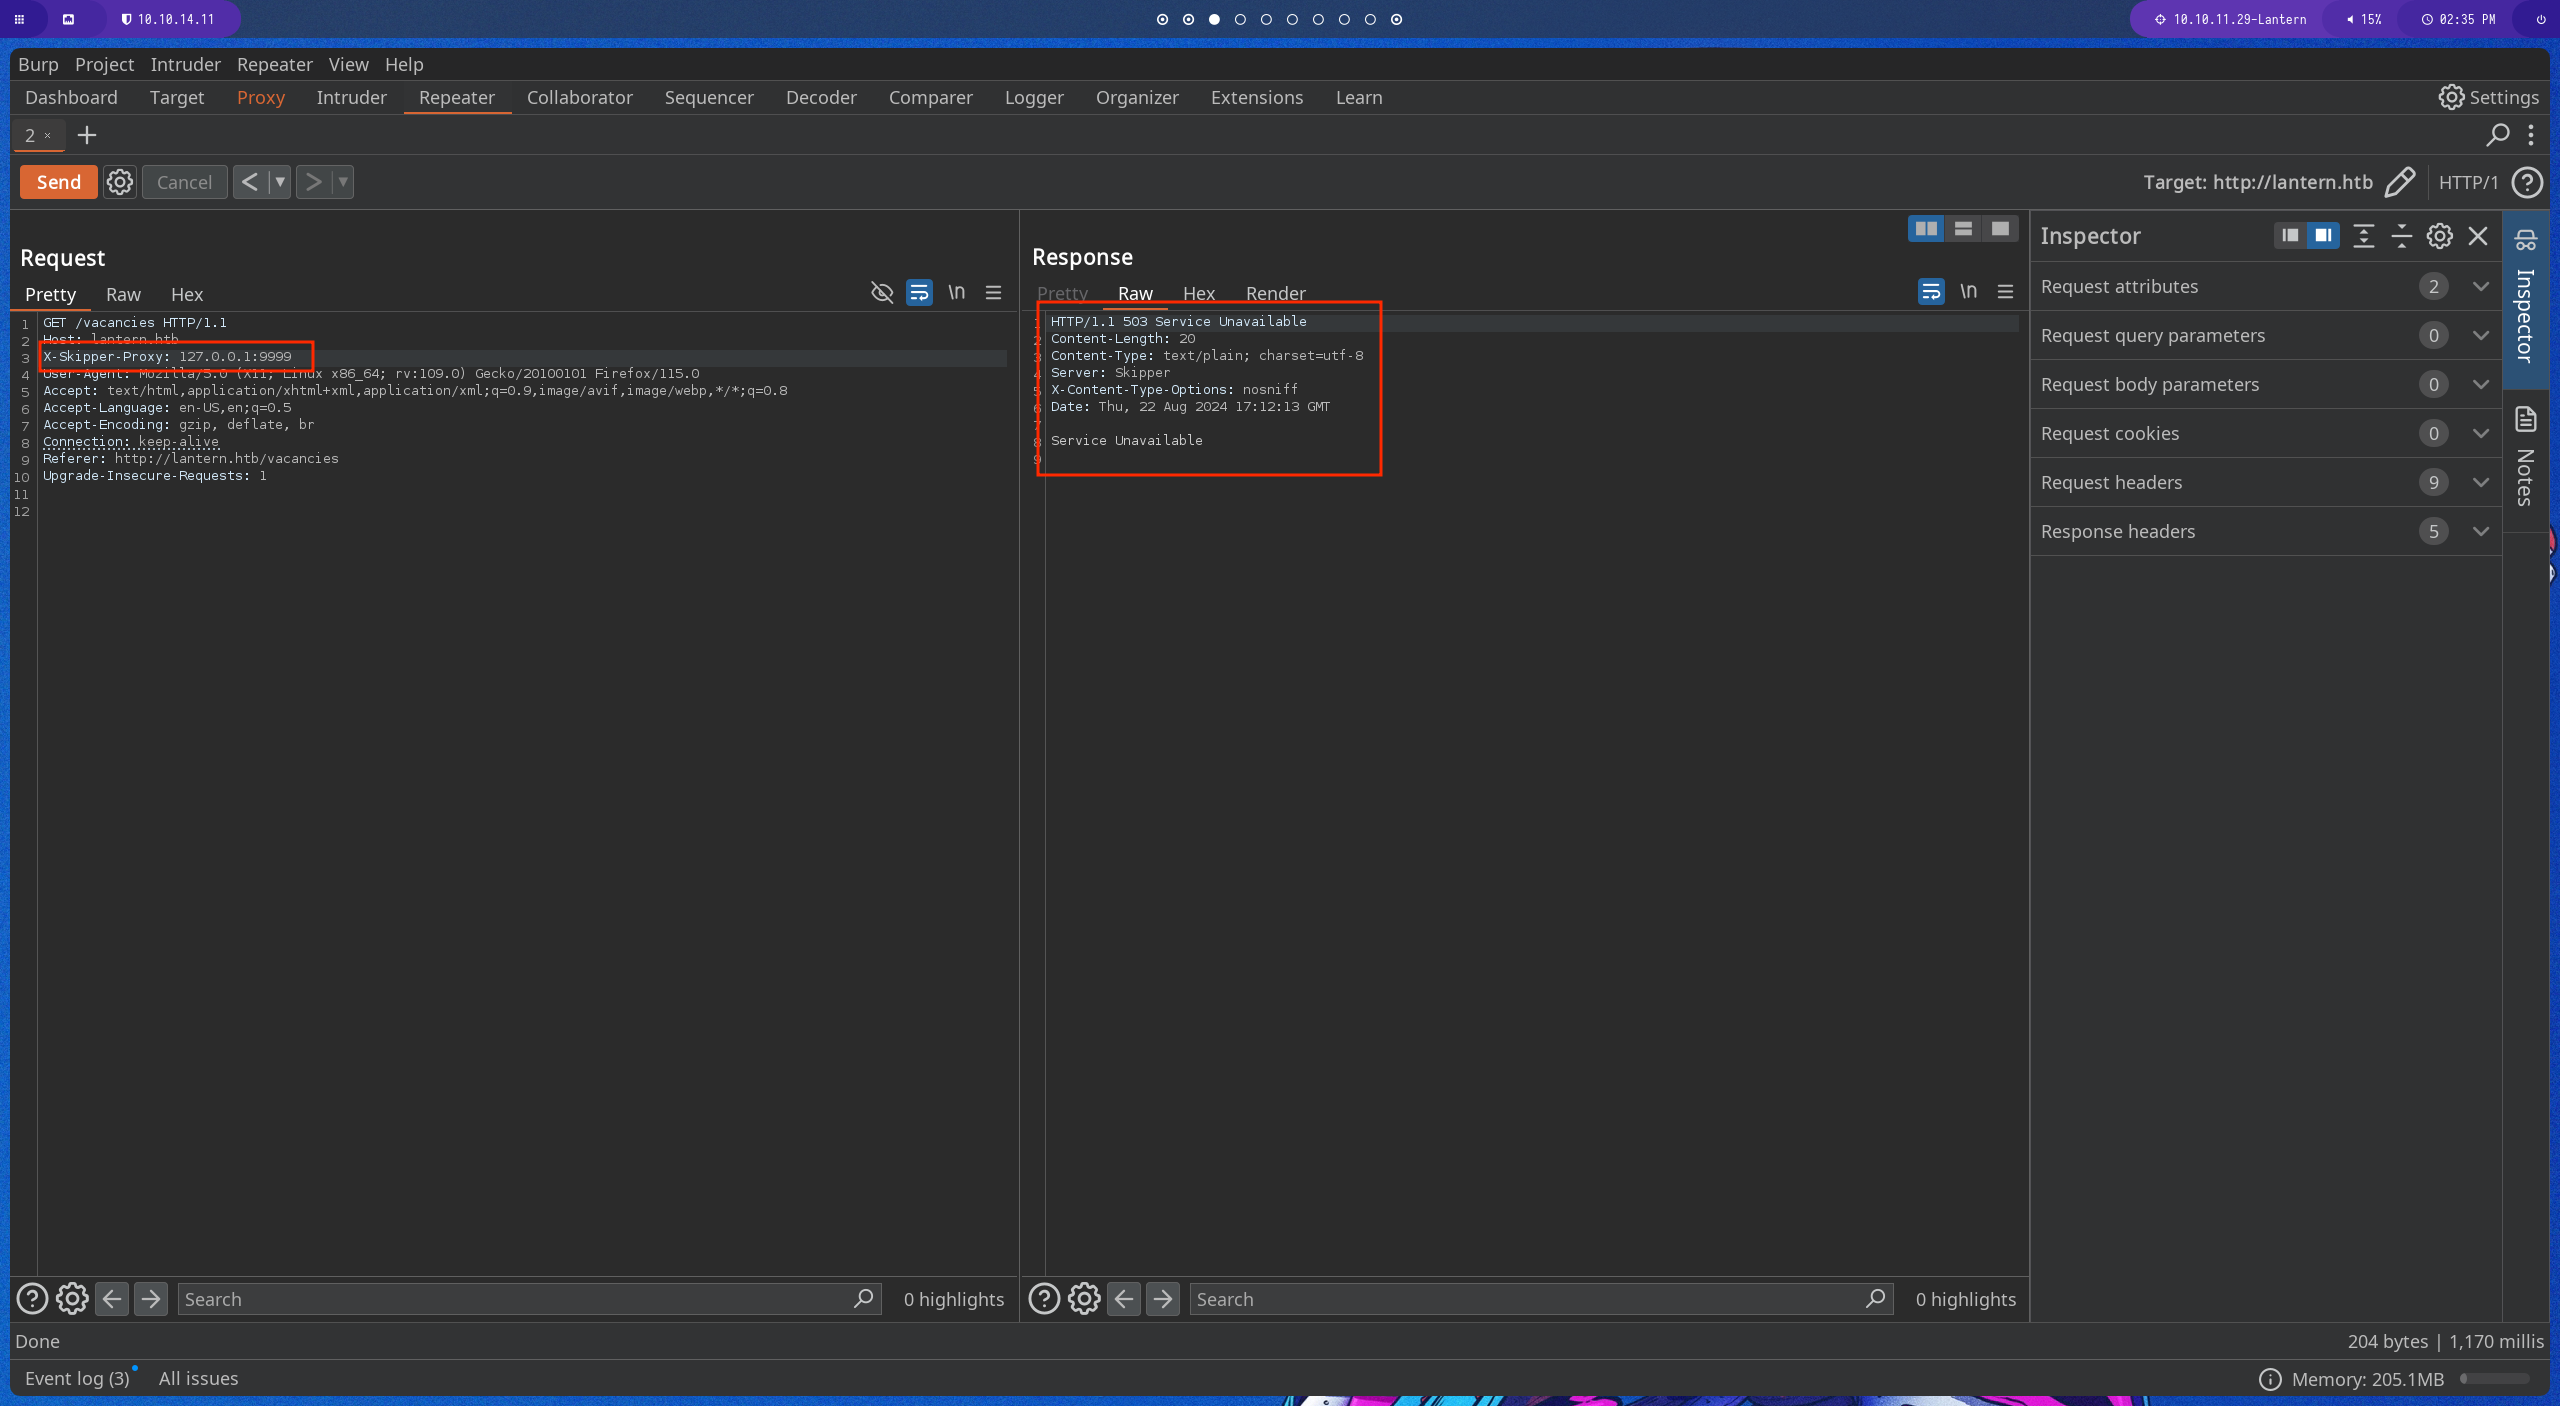 10.10.14.11
10.10.11.29-Lantern 15% 02:35 PM
Burp Project Intruder Repeater View Help
Dashboard Target Proxy Intruder Repeater Collaborator Sequencer Decoder Comparer Logger Organizer Extensions Learn Settings
2 × +
Send Cancel < > Target: http://lantern.htb HTTP/1
Request
Pretty Raw Hex \n
1 GET /vacancies HTTP/1.1
2 Host: lantern.htb
3 X-Skipper-Proxy: 127.0.0.1:9999
4 User-Agent: Mozilla/5.0 (X11; Linux x86_64; rv:109.0) Gecko/20100101 Firefox/115.0
5 Accept: text/html,application/xhtml+xml,application/xml;q=0.9,image/avif,image/webp,*/*;q=0.8
6 Accept-Language: en-US,en;q=0.5
7 Accept-Encoding: gzip, deflate, br
8 Connection: keep-alive
9 Referer: http://lantern.htb/vacancies
10 Upgrade-Insecure-Requests: 1
11
12
Search 0 highlights
Response
Pretty Raw Hex Render \n
1 HTTP/1.1 503 Service Unavailable
2 Content-Length: 20
3 Content-Type: text/plain; charset=utf-8
4 Server: Skipper
5 X-Content-Type-Options: nosniff
6 Date: Thu, 22 Aug 2024 17:12:13 GMT
7
8 Service Unavailable
9
Search 0 highlights
Inspector
Request attributes 2
Request query parameters 0
Request body parameters 0
Request cookies 0
Request headers 9
Response headers 5
Inspector
Notes
Done 204 bytes | 1,170 millis
Event log (3) All issues Memory: 205.1MB